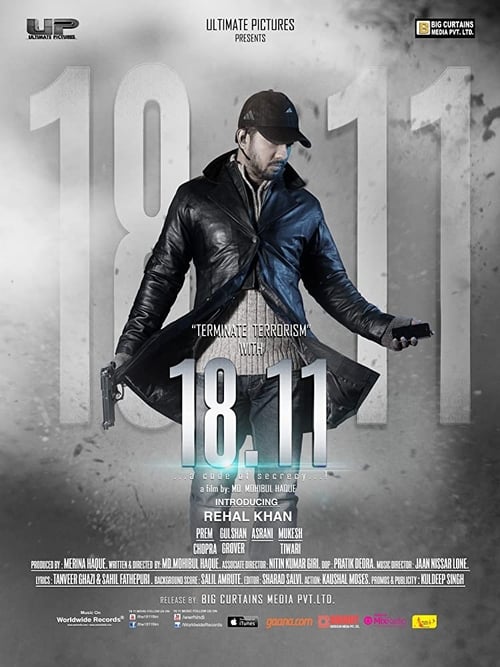 UP
ULTIMATE PICTURES
ULTIMATE PICTURES
PRESENTS
BIG CURTAINS
MEDIA PVT. LTD.
18 11
"TERMINATE TERRORISM"
WITH
18.11
...a code of secrecy...!
a film by: MD. MOHIBUL HAQUE
INTRODUCING
REHAL KHAN
PREM GULSHAN ASRANI MUKESH
CHOPRA GROVER TIWARI
PRODUCED BY: MERINA HAQUE. WRITTEN & DIRECTED BY: MD.MOHIBUL HAQUE. ASSOCIATE DIRECTOR: NITIN KUMAR GIRI. DOP: PRATIK DEORA. MUSIC DIRECTOR: JAAN NISSAR LONE.
LYRICS: TANVEER GHAZI & SAHIL FATHEPURI. BACKGROUND SCORE: SALIL AMRUTE. EDITOR: SHARAD SALVI. ACTION: KAUSHAL MOSES. PROMOS & PUBLICITY: KULDEEP SINGH
RELEASE BY: BIG CURTAINS MEDIA PVT.LTD.
Music On
Worldwide Records
iTunes
gaana.com